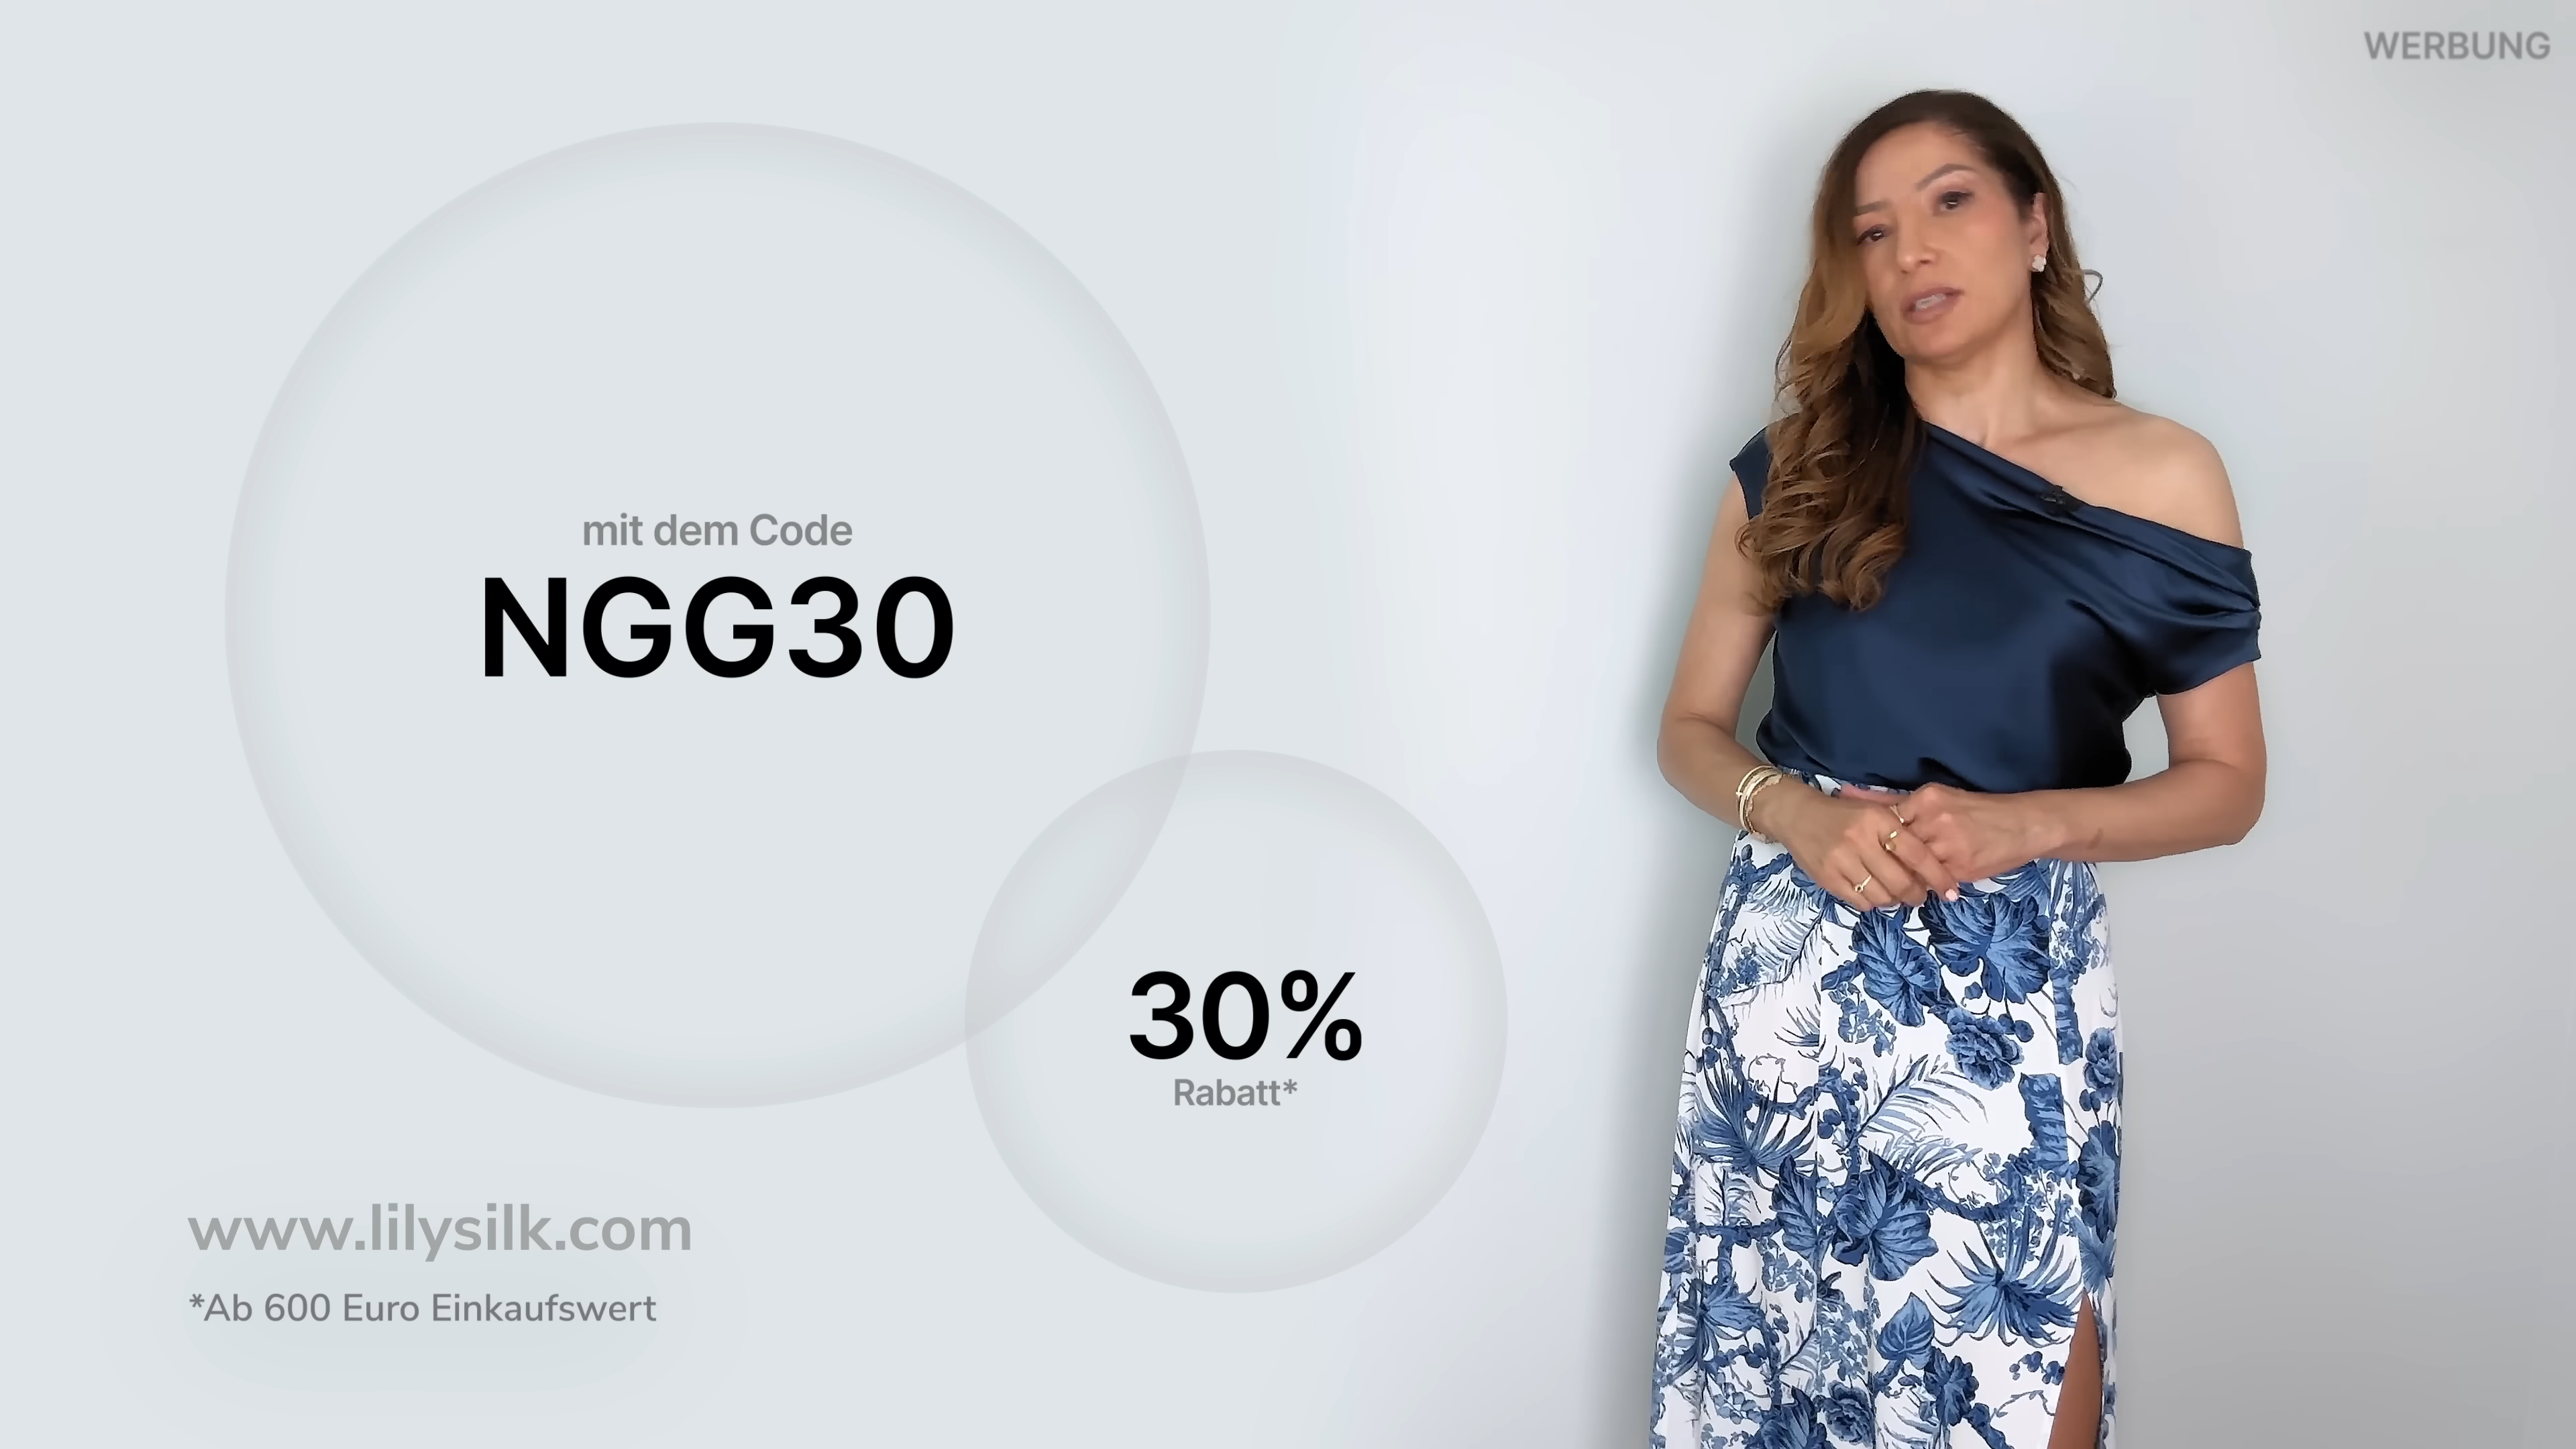 WERBUNG
mit dem Code
NGG30
30%
Rabatt*
www.lilysilk.com
*Ab 600 Euro Einkaufswert